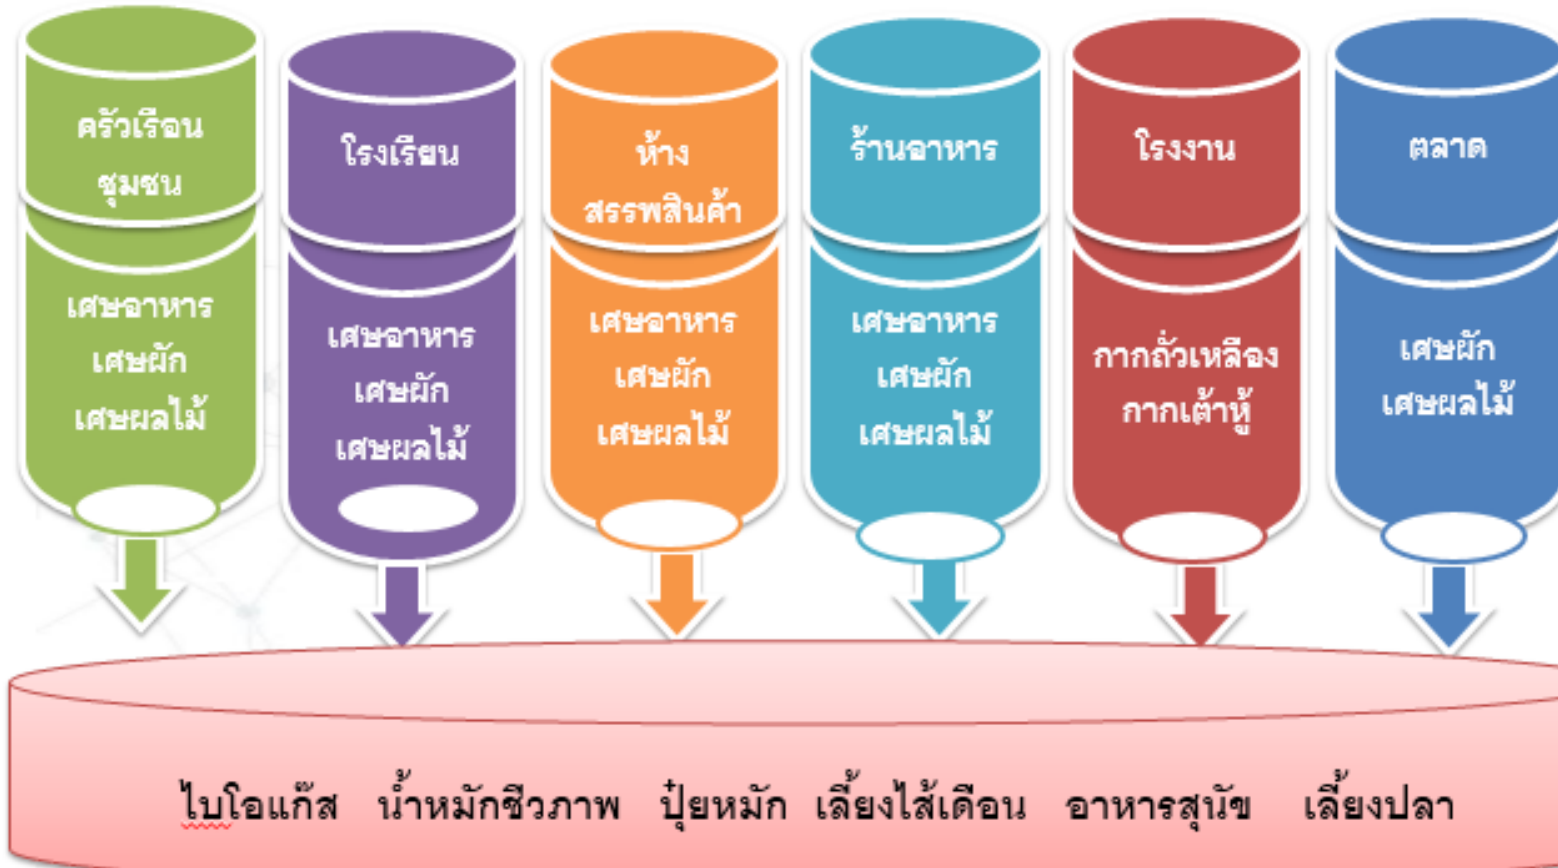 ครัวเรือน
ชุมชน
เศษอาหาร
เศษผัก
เศษผลไม้
โรงเรียน
เศษอาหาร
เศษผัก
เศษผลไม้
ห้าง
สรรพสินค้า
เศษอาหาร
เศษผัก
เศษผลไม้
ร้านอาหาร
เศษอาหาร
เศษผัก
เศษผลไม้
โรงงาน
กากถั่วเหลือง
กากเต้าหู้
ตลาด
เศษผัก
เศษผลไม้
ไบโอแก๊ส น้ำหมักชีวภาพ ปุ๋ยหมัก เลี้ยงไส้เดือน อาหารสุนัข เลี้ยงปลา